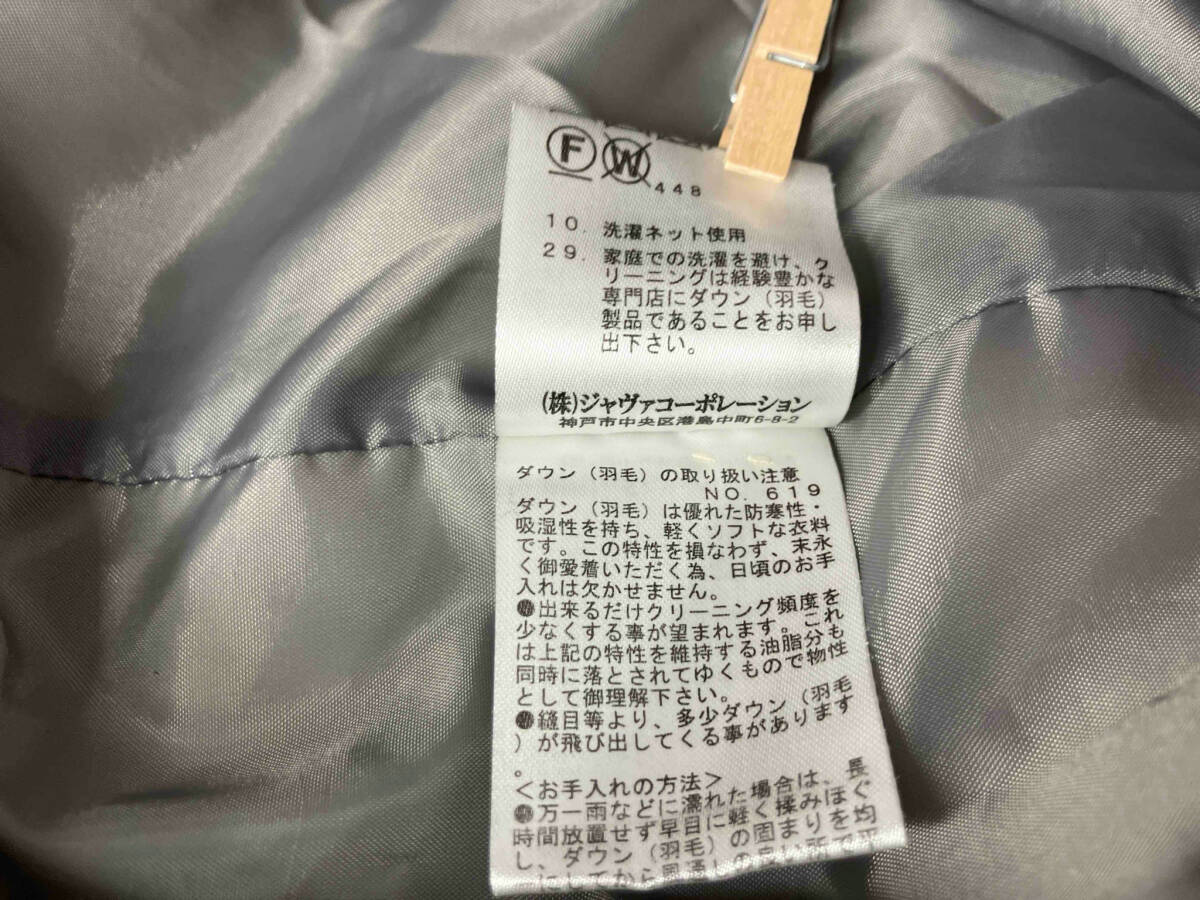 F W 448
10. 洗濯ネット使用
29. 家庭での洗濯を避け、ク
リーニングは経験豊かな
専門店にダウン(羽毛)
製品であることをお申し
出下さい。
(株)ジャヴァコーポレーション
神戸市中央区港島中町6-8-2
ダウン(羽毛)の取り扱い注意
NO. 619
ダウン(羽毛)は優れた防寒性・
吸湿性を持ち、軽くソフトな衣料
です。この特性を損なわず、末永
く御愛着いただく為、日頃のお手
入れは欠かせません。
●出来るだけクリーニング頻度を
少なくする事が望まれます。これ
は上記の特性を維持する油脂分も
同時に落とされてゆくもので物性
として御理解下さい。
●縫目等より、多少ダウン(羽毛
)が飛び出してくる事があります
。
<お手入れの方法>
●万一雨などに濡れた場合は、長
時間放置せず早目に軽く揉みほぐ
し、ダウン(羽毛)の固まりを均
一にしてから風通しの良い所で平